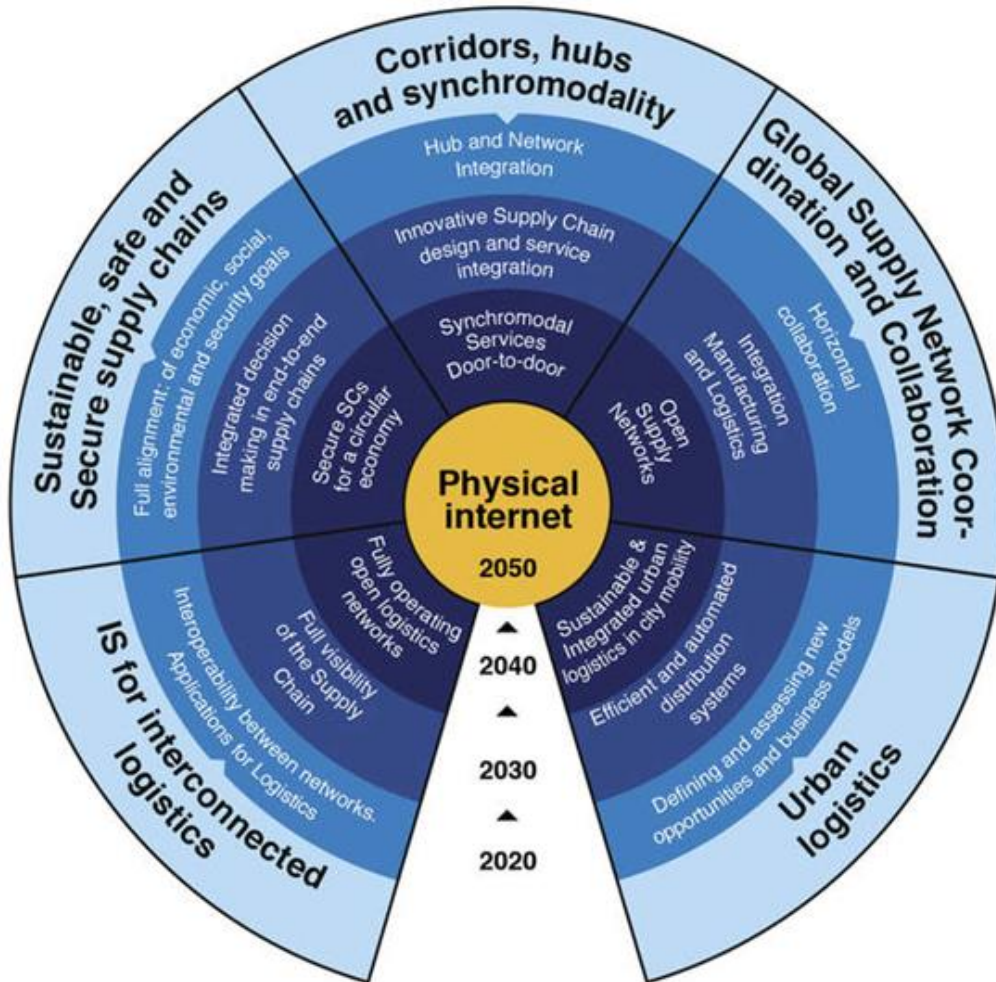 Corridors, hubs
and synchromodality
Hub and Network
Integration
Innovative Supply Chain
design and service
integration
Synchromodal
Services
Door-to-door
Global Supply Network Coor-
dination and Collaboration
Horizontal
collaboration
Integration
Manufacturing
and Logistics
Open
Supply
Networks
Urban
logistics
Defining and assessing new
opportunities and business models
Efficient and automated
distribution
systems
Sustainable &
Integrated urban
logistics in city mobility
IS for interconnected
logistics
Interoperability between networks.
Applications for Logistics
Full visibility
of the Supply
Chain
Fully operating
open logistics
networks
Sustainable, safe and
Secure supply chains
Full alignment: of economic, social,
environmental and security goals
Integrated decision
making in end-to-end
supply chains
Secure SCs
for a circular
economy
Physical
internet
2050
2040
2030
2020